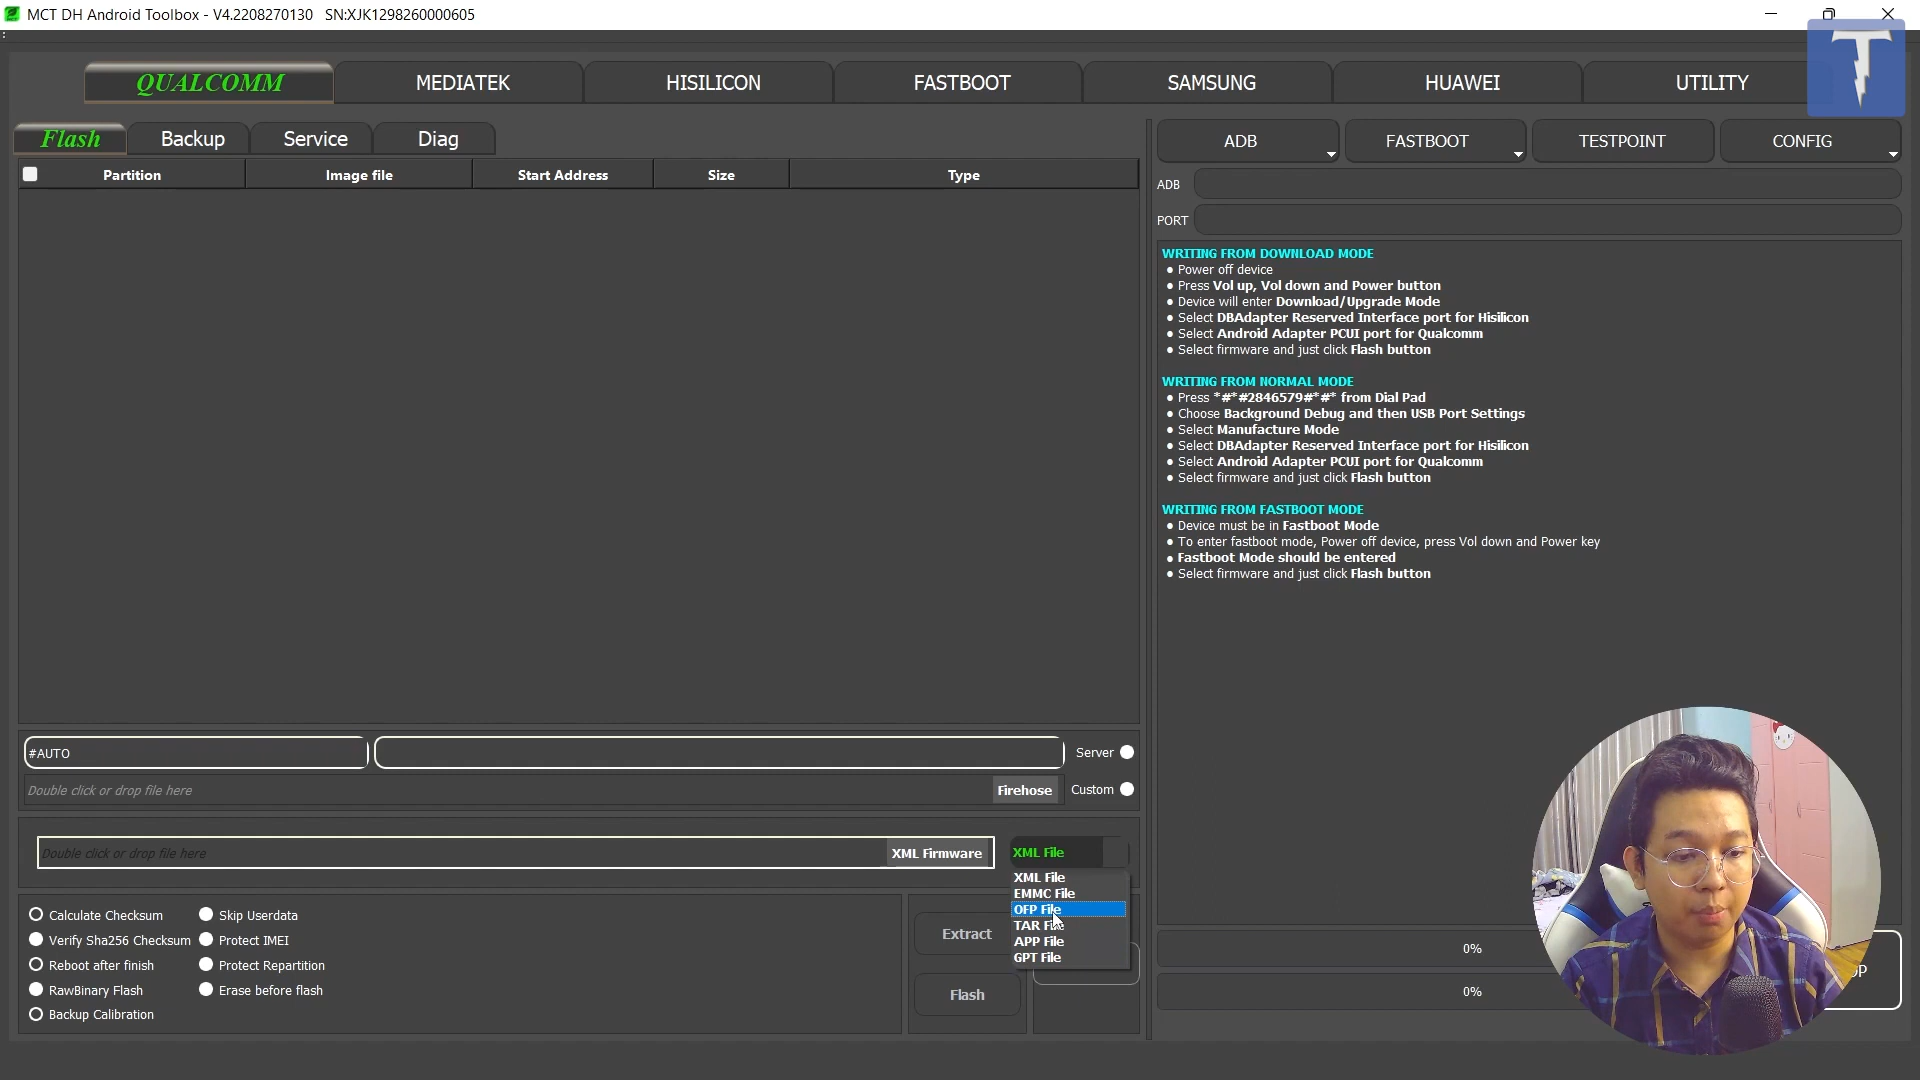 MCT DH Android Toolbox - V4.2208270130   SN:XJK1298260000605
QUALCOMM
MEDIATEK
HISILICON
FASTBOOT
SAMSUNG
HUAWEI
UTILITY
Flash
Backup
Service
Diag
ADB
FASTBOOT
TESTPOINT
CONFIG
Partition
Image file
Start Address
Size
Type
ADB
PORT
WRITING FROM DOWNLOAD MODE
● Power off device
● Press Vol up, Vol down and Power button
● Device will enter Download/Upgrade Mode
● Select DBAdapter Reserved Interface port for Hisilicon
● Select Android Adapter PCUI port for Qualcomm
● Select firmware and just click Flash button
WRITING FROM NORMAL MODE
● Press *#*#2846579#*#* from Dial Pad
● Choose Background Debug and then USB Port Settings
● Select Manufacture Mode
● Select DBAdapter Reserved Interface port for Hisilicon
● Select Android Adapter PCUI port for Qualcomm
● Select firmware and just click Flash button
WRITING FROM FASTBOOT MODE
● Device must be in Fastboot Mode
● To enter fastboot mode, Power off device, press Vol down and Power key
● Fastboot Mode should be entered
● Select firmware and just click Flash button
#AUTO
Server
Double click or drop file here
Firehose
Custom
Double click or drop file here
XML Firmware
XML File
XML File
EMMC File
OFP File
TAR File
APP File
GPT File
Calculate Checksum
Skip Userdata
Verify Sha256 Checksum
Protect IMEI
Reboot after finish
Protect Repartition
RawBinary Flash
Erase before flash
Backup Calibration
Extract
Flash
0%
0%